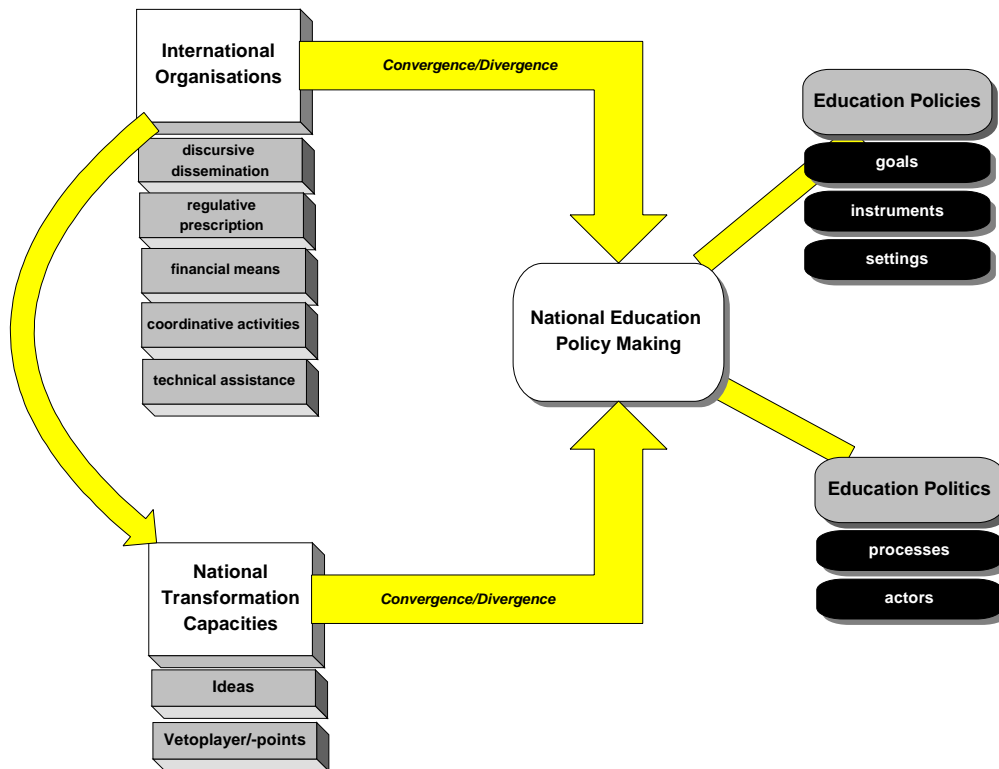 International
Organisations
discursive
dissemination
regulative
prescription
financial means
coordinative activities
technical assistance
Convergence/Divergence
National Education
Policy Making
Education Policies
goals
instruments
settings
Education Politics
processes
actors
National
Transformation
Capacities
Convergence/Divergence
Ideas
Vetoplayer/-points